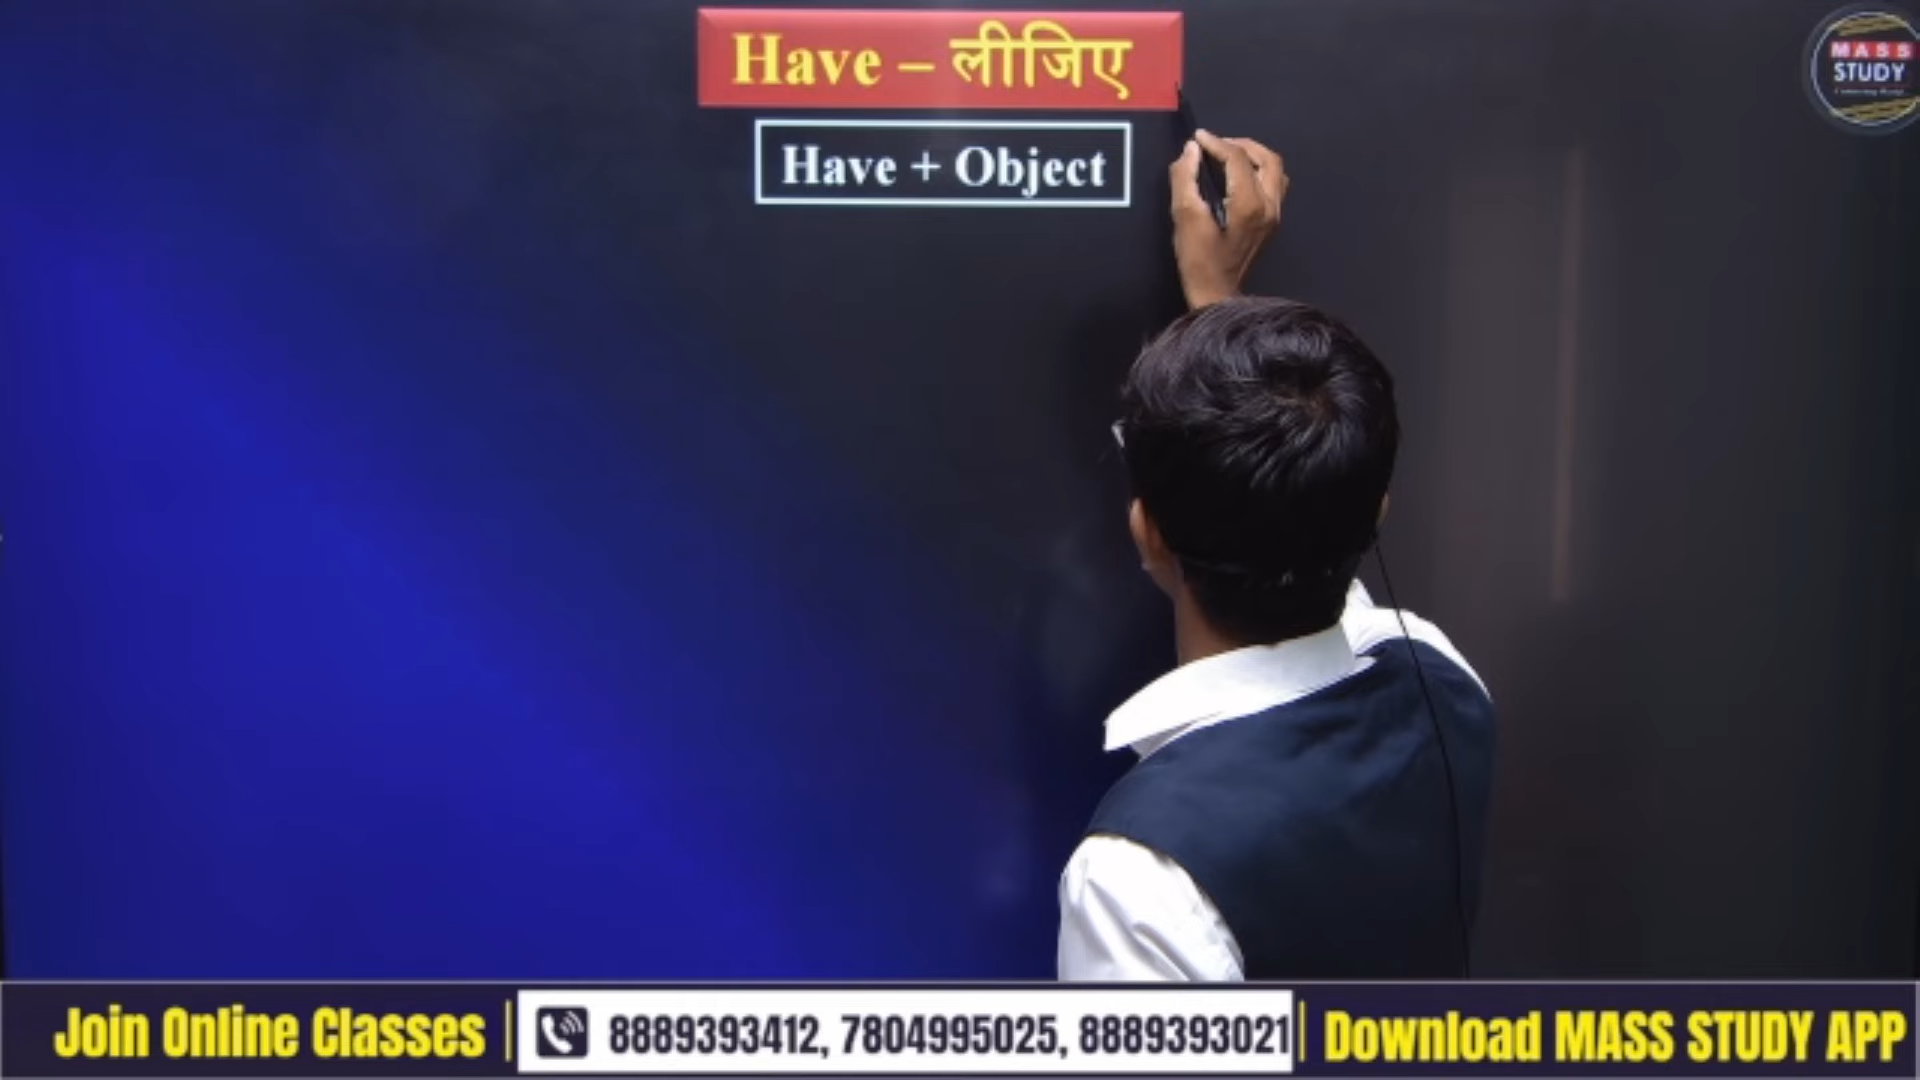 Have – लीजिए
Have + Object
MASS
STUDY
Join Online Classes
8889393412, 7804995025, 8889393021
Download MASS STUDY APP